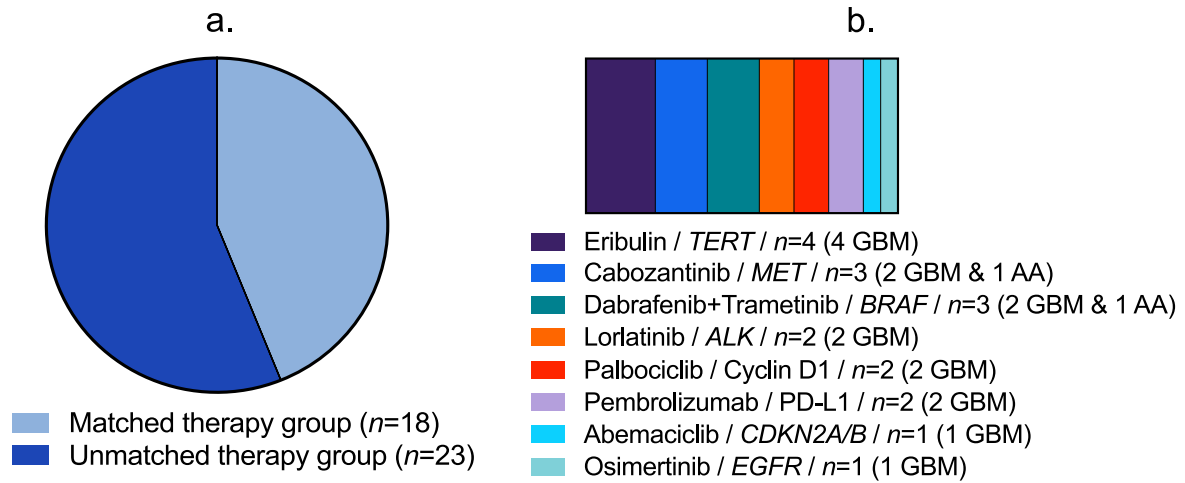 a.
Matched therapy group (n=18)
Unmatched therapy group (n=23)
b.
Eribulin / TERT / n=4 (4 GBM)
Cabozantinib / MET / n=3 (2 GBM & 1 AA)
Dabrafenib+Trametinib / BRAF / n=3 (2 GBM & 1 AA)
Lorlatinib / ALK / n=2 (2 GBM)
Palbociclib / Cyclin D1 / n=2 (2 GBM)
Pembrolizumab / PD-L1 / n=2 (2 GBM)
Abemaciclib / CDKN2A/B / n=1 (1 GBM)
Osimertinib / EGFR / n=1 (1 GBM)